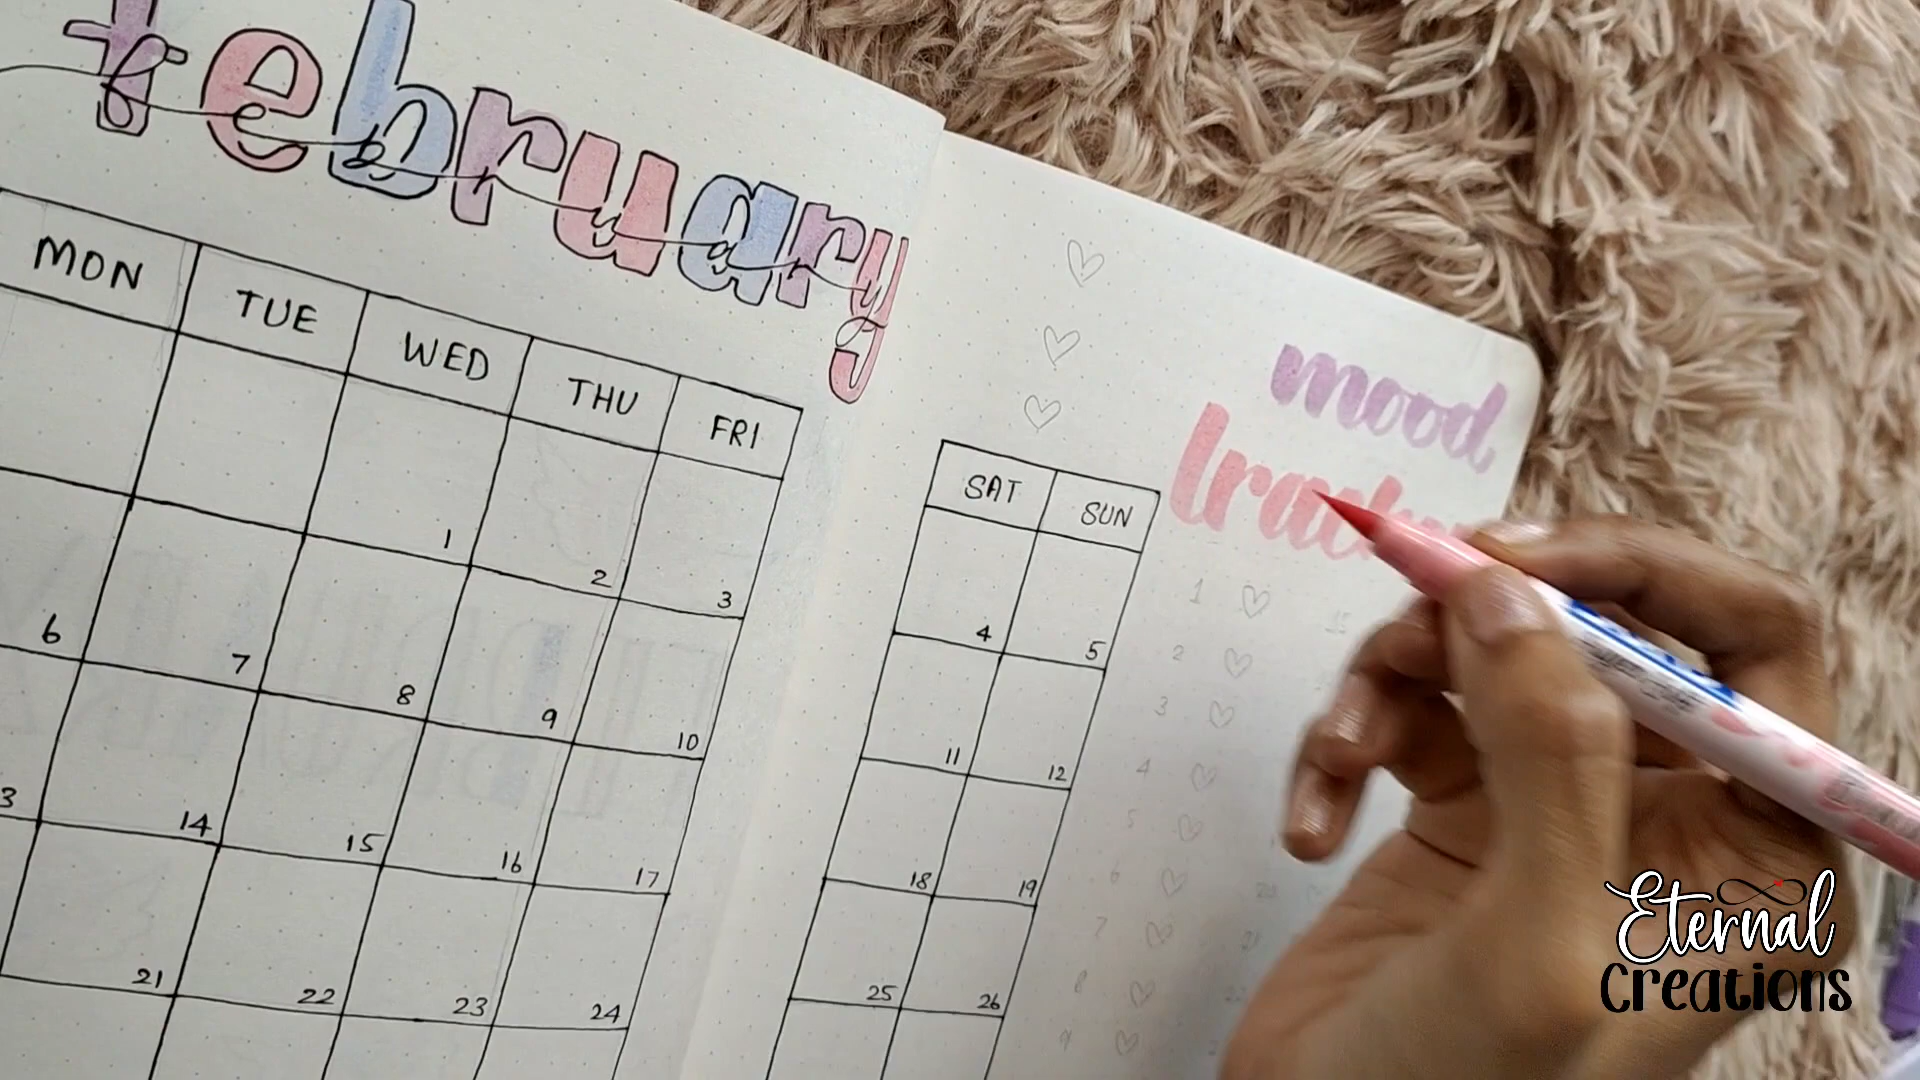 february
MON TUE WED THU FRI
1 2 3
6 7 8 9 10
3 14 15 16 17
21 22 23 24
mood
tracker
SAT SUN
4 5
11 12
18 19
25 26
1
2
3
4
5
6
7
8
9
Eternal
Creations